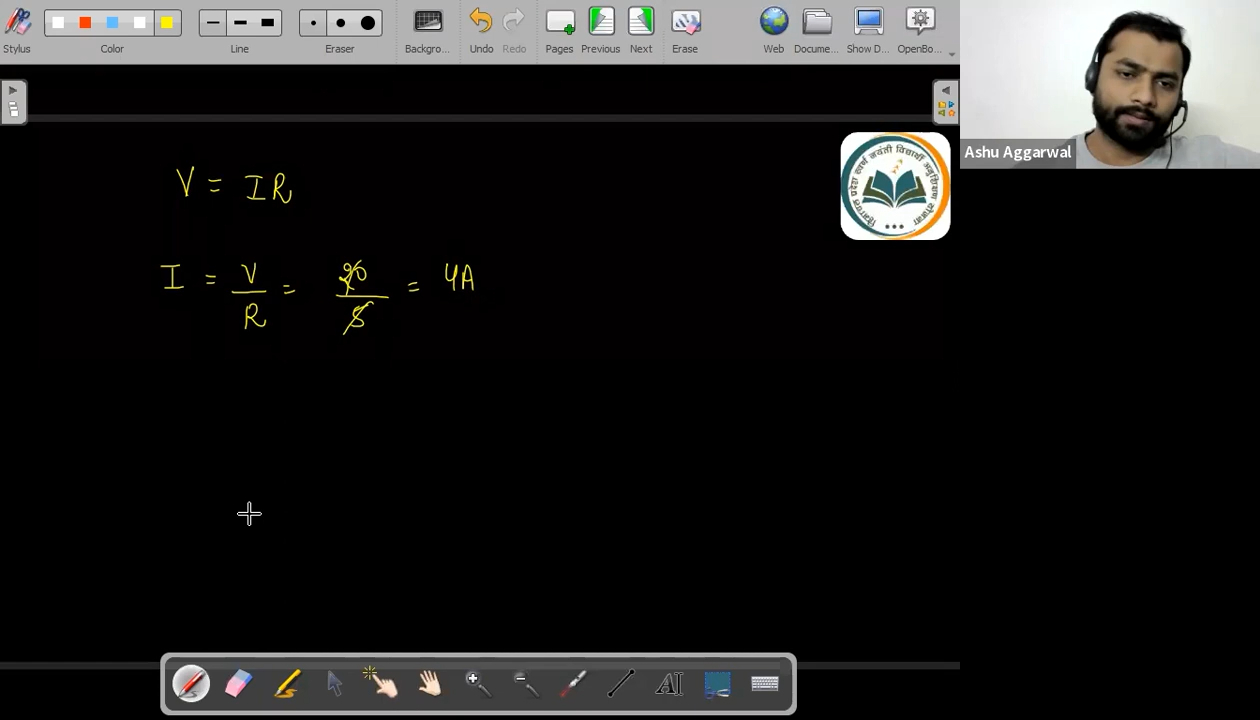 Stylus Color Line Eraser Backgro... Undo Redo Pages Previous Next Erase Web Docume... Show D... OpenBo...
Ashu Aggarwal
V = IR
I = V/R = 20/5 = 4A